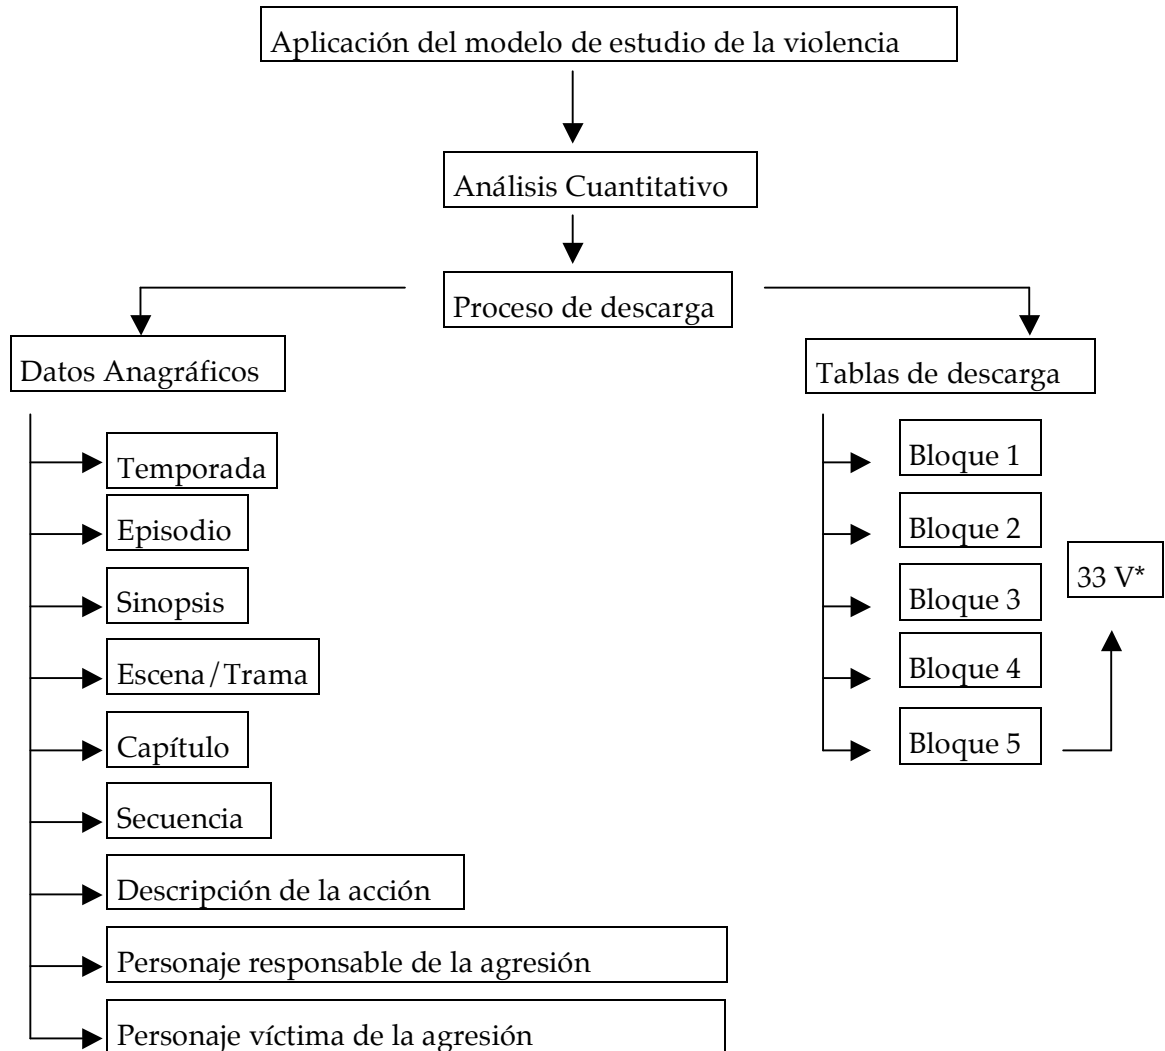 Aplicación del modelo de estudio de la violencia
Análisis Cuantitativo
Proceso de descarga
Datos Anagráficos
Temporada
Episodio
Sinopsis
Escena/Trama
Capítulo
Secuencia
Descripción de la acción
Personaje responsable de la agresión
Personaje víctima de la agresión
Tablas de descarga
Bloque 1
Bloque 2
Bloque 3
Bloque 4
Bloque 5
33 V*